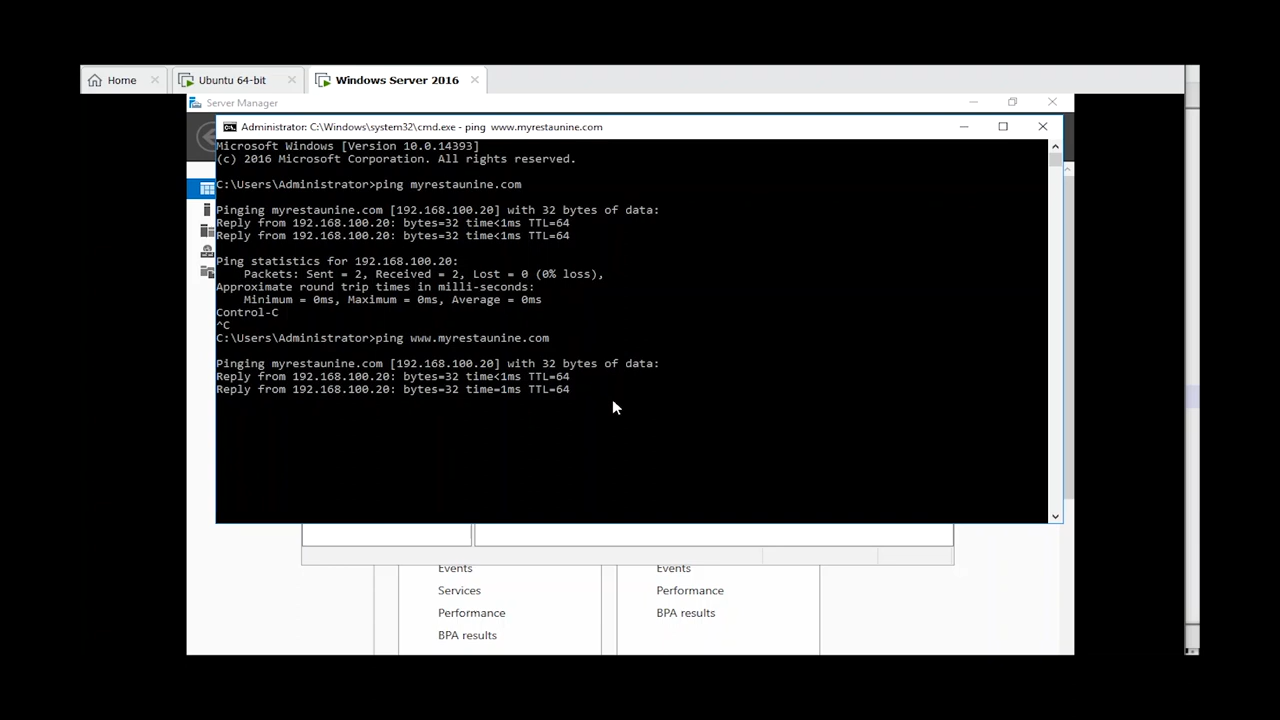 Home
Ubuntu 64-bit
Windows Server 2016
Server Manager
Administrator: C:\Windows\system32\cmd.exe - ping www.myrestaunine.com
Microsoft Windows [Version 10.0.14393]
(c) 2016 Microsoft Corporation. All rights reserved.
C:\Users\Administrator>ping myrestaunine.com
Pinging myrestaunine.com [192.168.100.20] with 32 bytes of data:
Reply from 192.168.100.20: bytes=32 time<1ms TTL=64
Reply from 192.168.100.20: bytes=32 time<1ms TTL=64
Ping statistics for 192.168.100.20:
Packets: Sent = 2, Received = 2, Lost = 0 (0% loss),
Approximate round trip times in milli-seconds:
Minimum = 0ms, Maximum = 0ms, Average = 0ms
Control-C
^C
C:\Users\Administrator>ping www.myrestaunine.com
Pinging myrestaunine.com [192.168.100.20] with 32 bytes of data:
Reply from 192.168.100.20: bytes=32 time<1ms TTL=64
Reply from 192.168.100.20: bytes=32 time=1ms TTL=64
Events
Services
Performance
BPA results
Events
Performance
BPA results